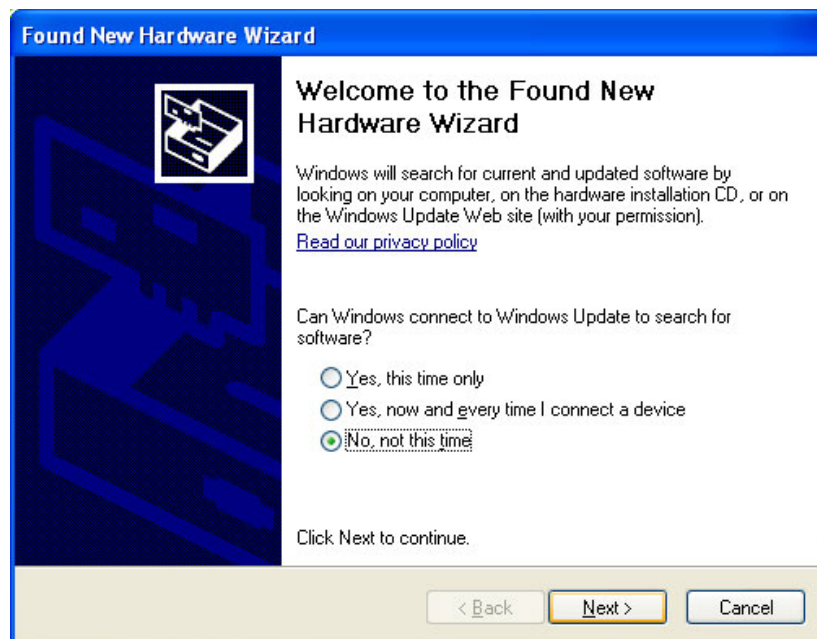 Found New Hardware Wizard
Welcome to the Found New
Hardware Wizard
Windows will search for current and updated software by
looking on your computer, on the hardware installation CD, or on
the Windows Update Web site (with your permission).
Read our privacy policy
Can Windows connect to Windows Update to search for
software?
Yes, this time only
Yes, now and every time I connect a device
No, not this time
Click Next to continue.
< Back Next > Cancel